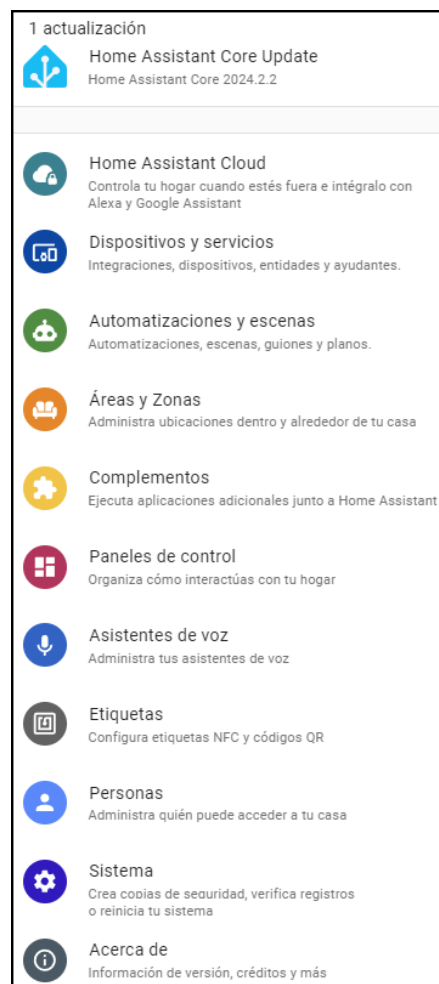 1 actualización
Home Assistant Core Update
Home Assistant Core 2024.2.2
Home Assistant Cloud
Controla tu hogar cuando estés fuera e intégralo con
Alexa y Google Assistant
Dispositivos y servicios
Integraciones, dispositivos, entidades y ayudantes.
Automatizaciones y escenas
Automatizaciones, escenas, guiones y planos.
Áreas y Zonas
Administra ubicaciones dentro y alrededor de tu casa
Complementos
Ejecuta aplicaciones adicionales junto a Home Assistant
Paneles de control
Organiza cómo interactúas con tu hogar
Asistentes de voz
Administra tus asistentes de voz
Etiquetas
Configura etiquetas NFC y códigos QR
Personas
Administra quién puede acceder a tu casa
Sistema
Crea copias de seguridad, verifica registros
o reinicia tu sistema
Acerca de
Información de versión, créditos y más